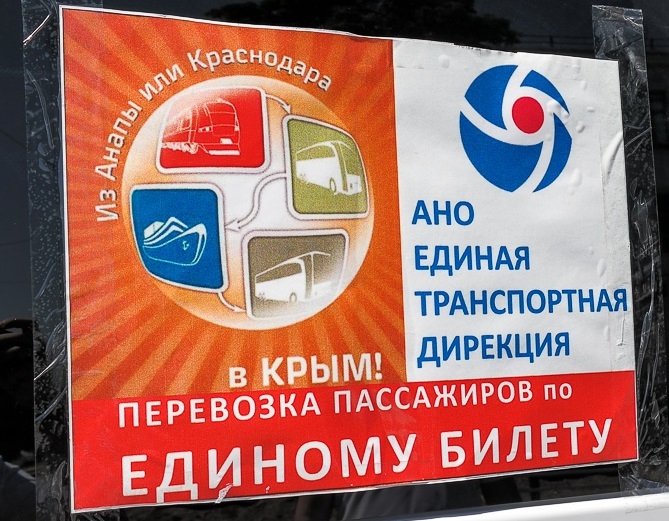 Из Анапы или Краснодара
в КРЫМ!
АНО
ЕДИНАЯ
ТРАНСПОРТНАЯ
ДИРЕКЦИЯ
ПЕРЕВОЗКА ПАССАЖИРОВ по
ЕДИНОМУ БИЛЕТУ